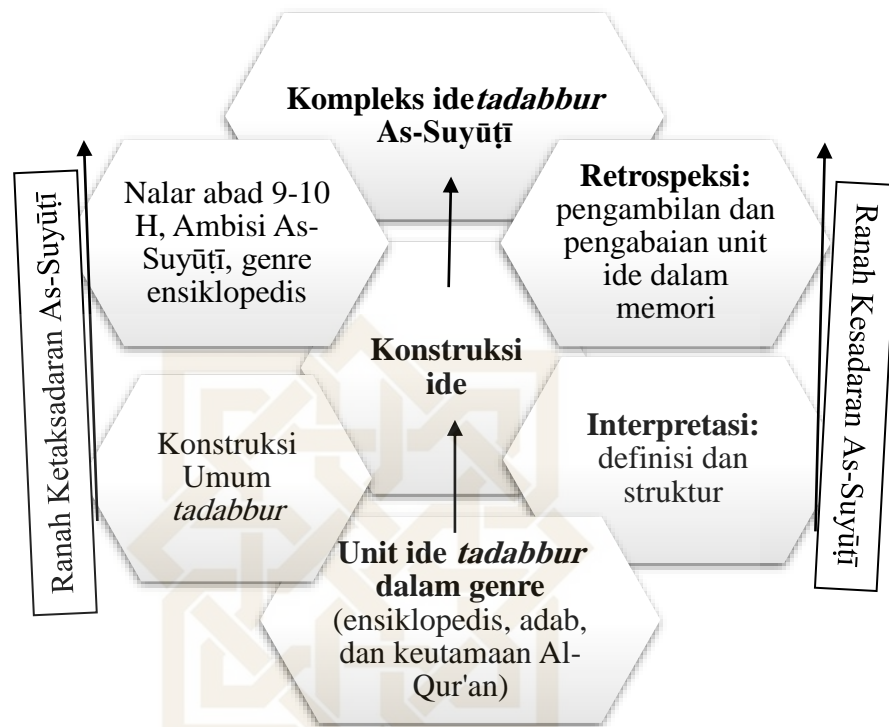 Kompleks ide tadabbur
As-Suyūṭī
Nalar abad 9-10
H, Ambisi As-
Suyūṭī, genre
ensiklopedis
Retrospeksi:
pengambilan dan
pengabaian unit
ide dalam
memori
Konstruksi
ide
Konstruksi
Umum
tadabbur
Interpretasi:
definisi dan
struktur
Unit ide tadabbur
dalam genre
(ensiklopedis, adab,
dan keutamaan Al-
Qur'an)
Ranah Ketaksadaran As-Suyūṭī
Ranah Kesadaran As-Suyūṭī